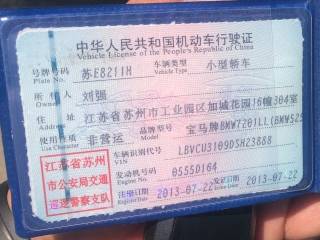 中华人民共和国机动车行驶证
Vehicle License of the People's Republic of China
号牌号码 苏E8211H 车辆类型 小型轿车
Plate No. Vehicle Type
所 有 人 刘强
Owner
住 址 江苏省苏州市工业园区加城花园16幢304室
Address
使用性质 非营运 品牌型号 宝马牌BMW7201LL(BMW525
Use Character Model
江苏省苏州
市公安局交通
巡逻警察支队
车辆识别代号 LBVCU3109DSH23888
VIN
发动机号码 0555D164
Engine No.
注册日期 2013-07-22 发证日期 2013-07-22
Register Date Issue Date